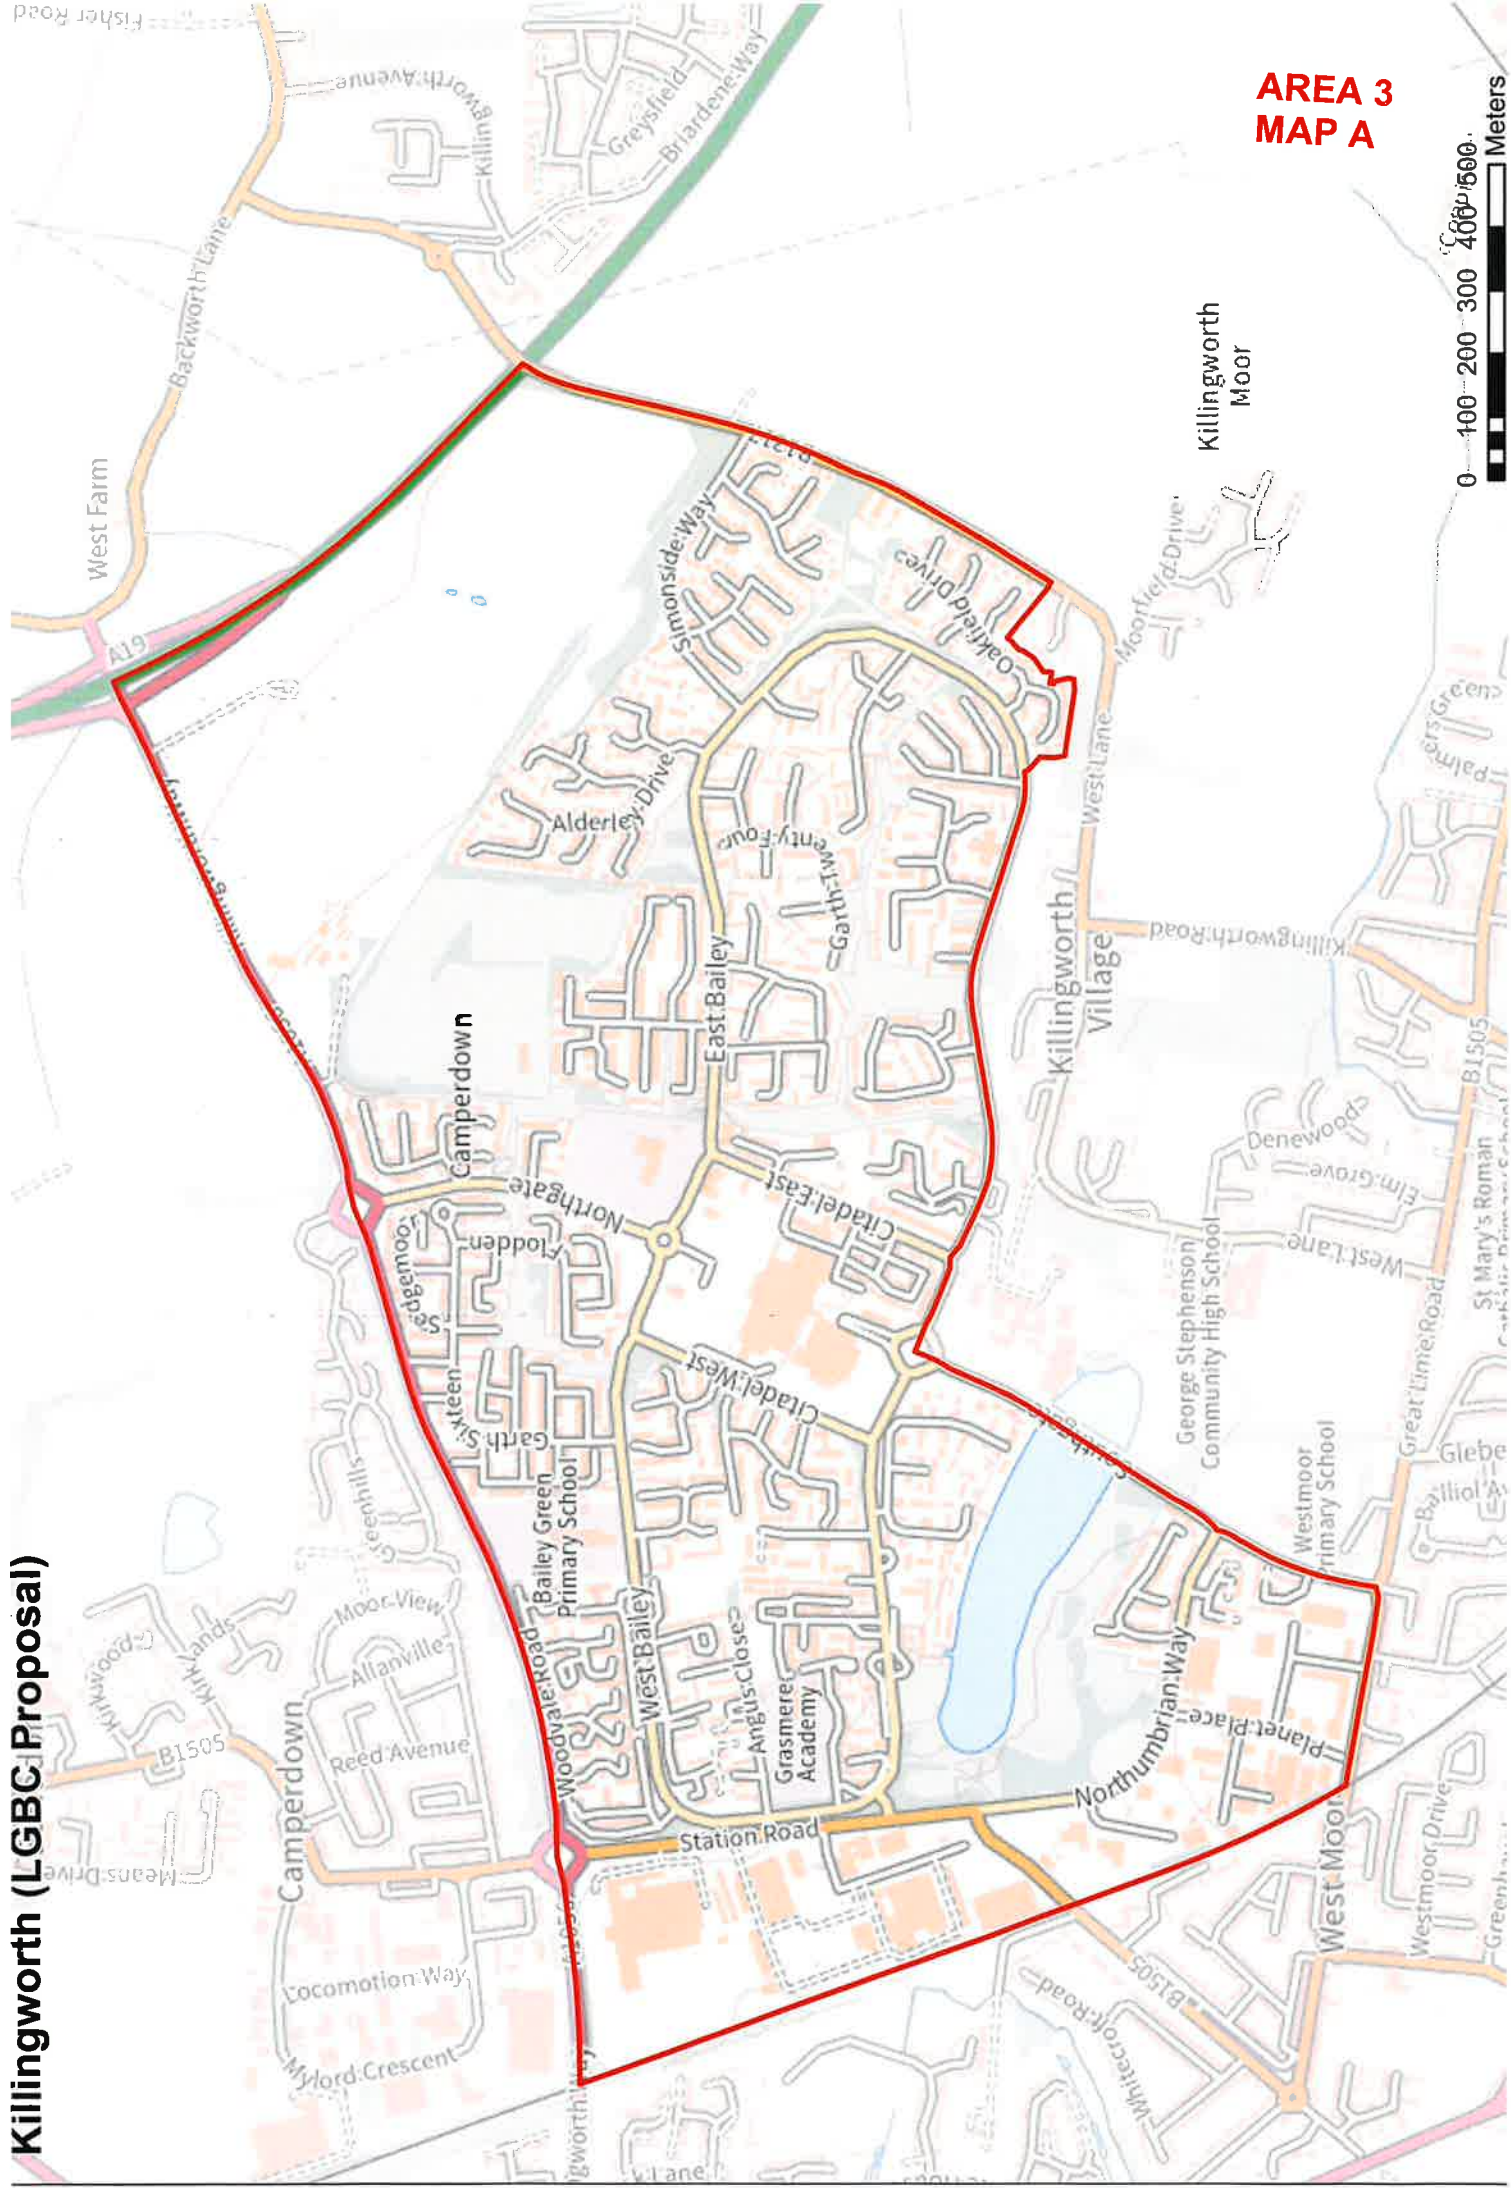 Killingworth (LGBC Proposal)
AREA 3
MAP A
Fisher Road
Killingworth Avenue
Greysfield
Briardene Way
Backworth Lane
West Farm
A19
Simonside Way
Oakfield Drive
Killingworth
Moor
Moorfield Drive
Alderley Drive
Garth Twenty Four
East Bailey
West Lane
Killingworth
Village
Killingworth Road
Camperdown
Northgate
Flodden
Sedgemoor
Citadel East
Citadel West
Garth Sixteen
Bailey Green
Primary School
Woodvale Road
West Bailey
Angus Close
Grasmere
Academy
Station Road
Southgate
Northumbrian Way
Planet Place
George Stephenson
Community High School
Westmoor
Primary School
Denewood
Elm Grove
West Lane
Great Lime Road
St Mary's Roman
B1505
Glebe
West Moor
Westmoor Drive
Whitecroft Road
B1505
Greenhills
Moor View
Allanville
Reed Avenue
Kirkwood
Kirklands
B1505
Camperdown
Means Drive
Locomotion Way
Mylord Crescent
Lane
0 100 200 300 400 500
Meters